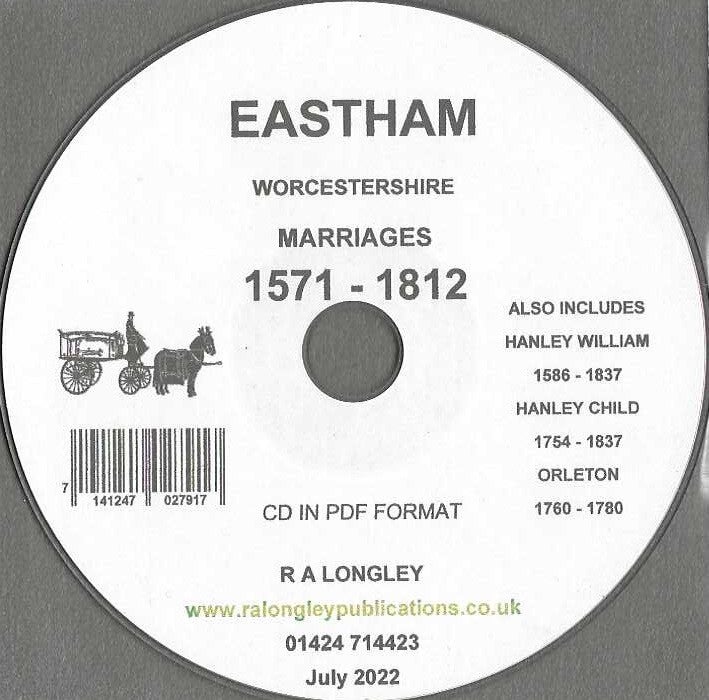 EASTHAM
WORCESTERSHIRE
MARRIAGES
1571 - 1812
ALSO INCLUDES
HANLEY WILLIAM
1586 - 1837
HANLEY CHILD
1754 - 1837
ORLETON
1760 - 1780
7 141247 027917
CD IN PDF FORMAT
R A LONGLEY
www.ralongleypublications.co.uk
01424 714423
July 2022